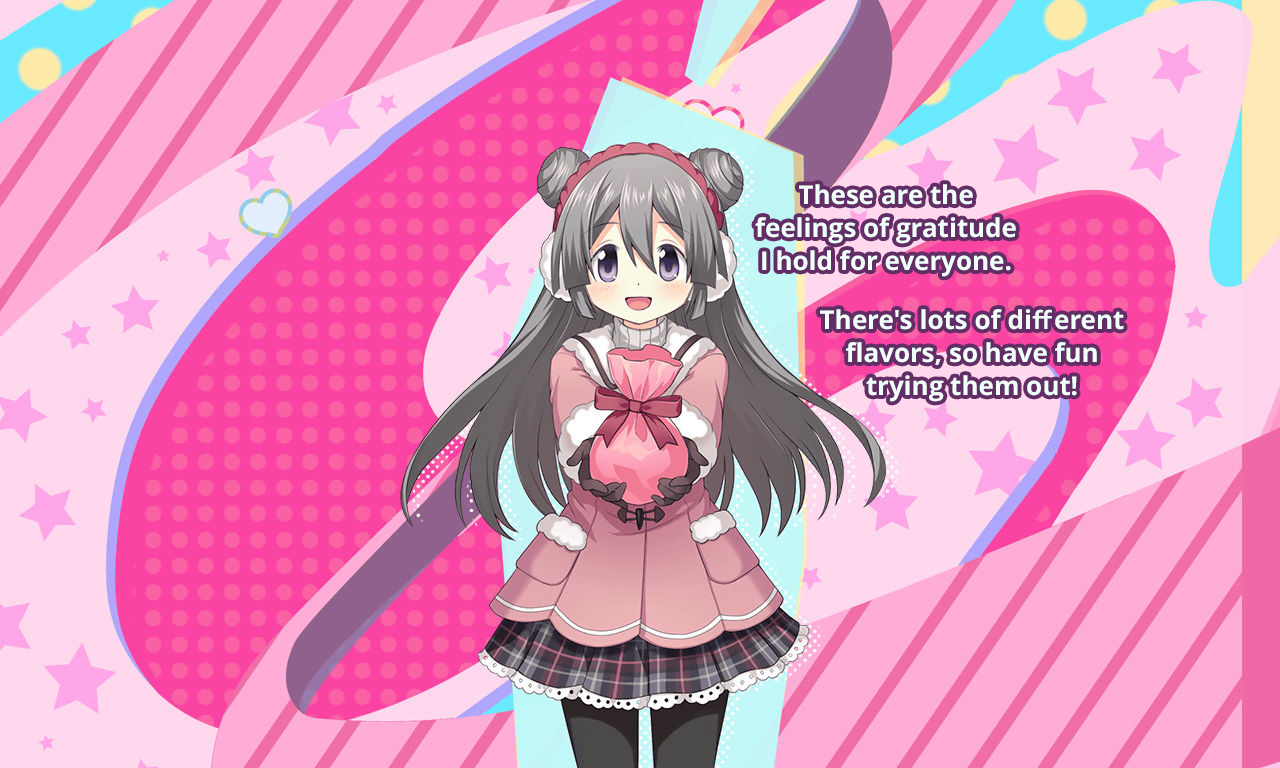 These are the
feelings of gratitude
I hold for everyone.
There's lots of different
flavors, so have fun
trying them out!